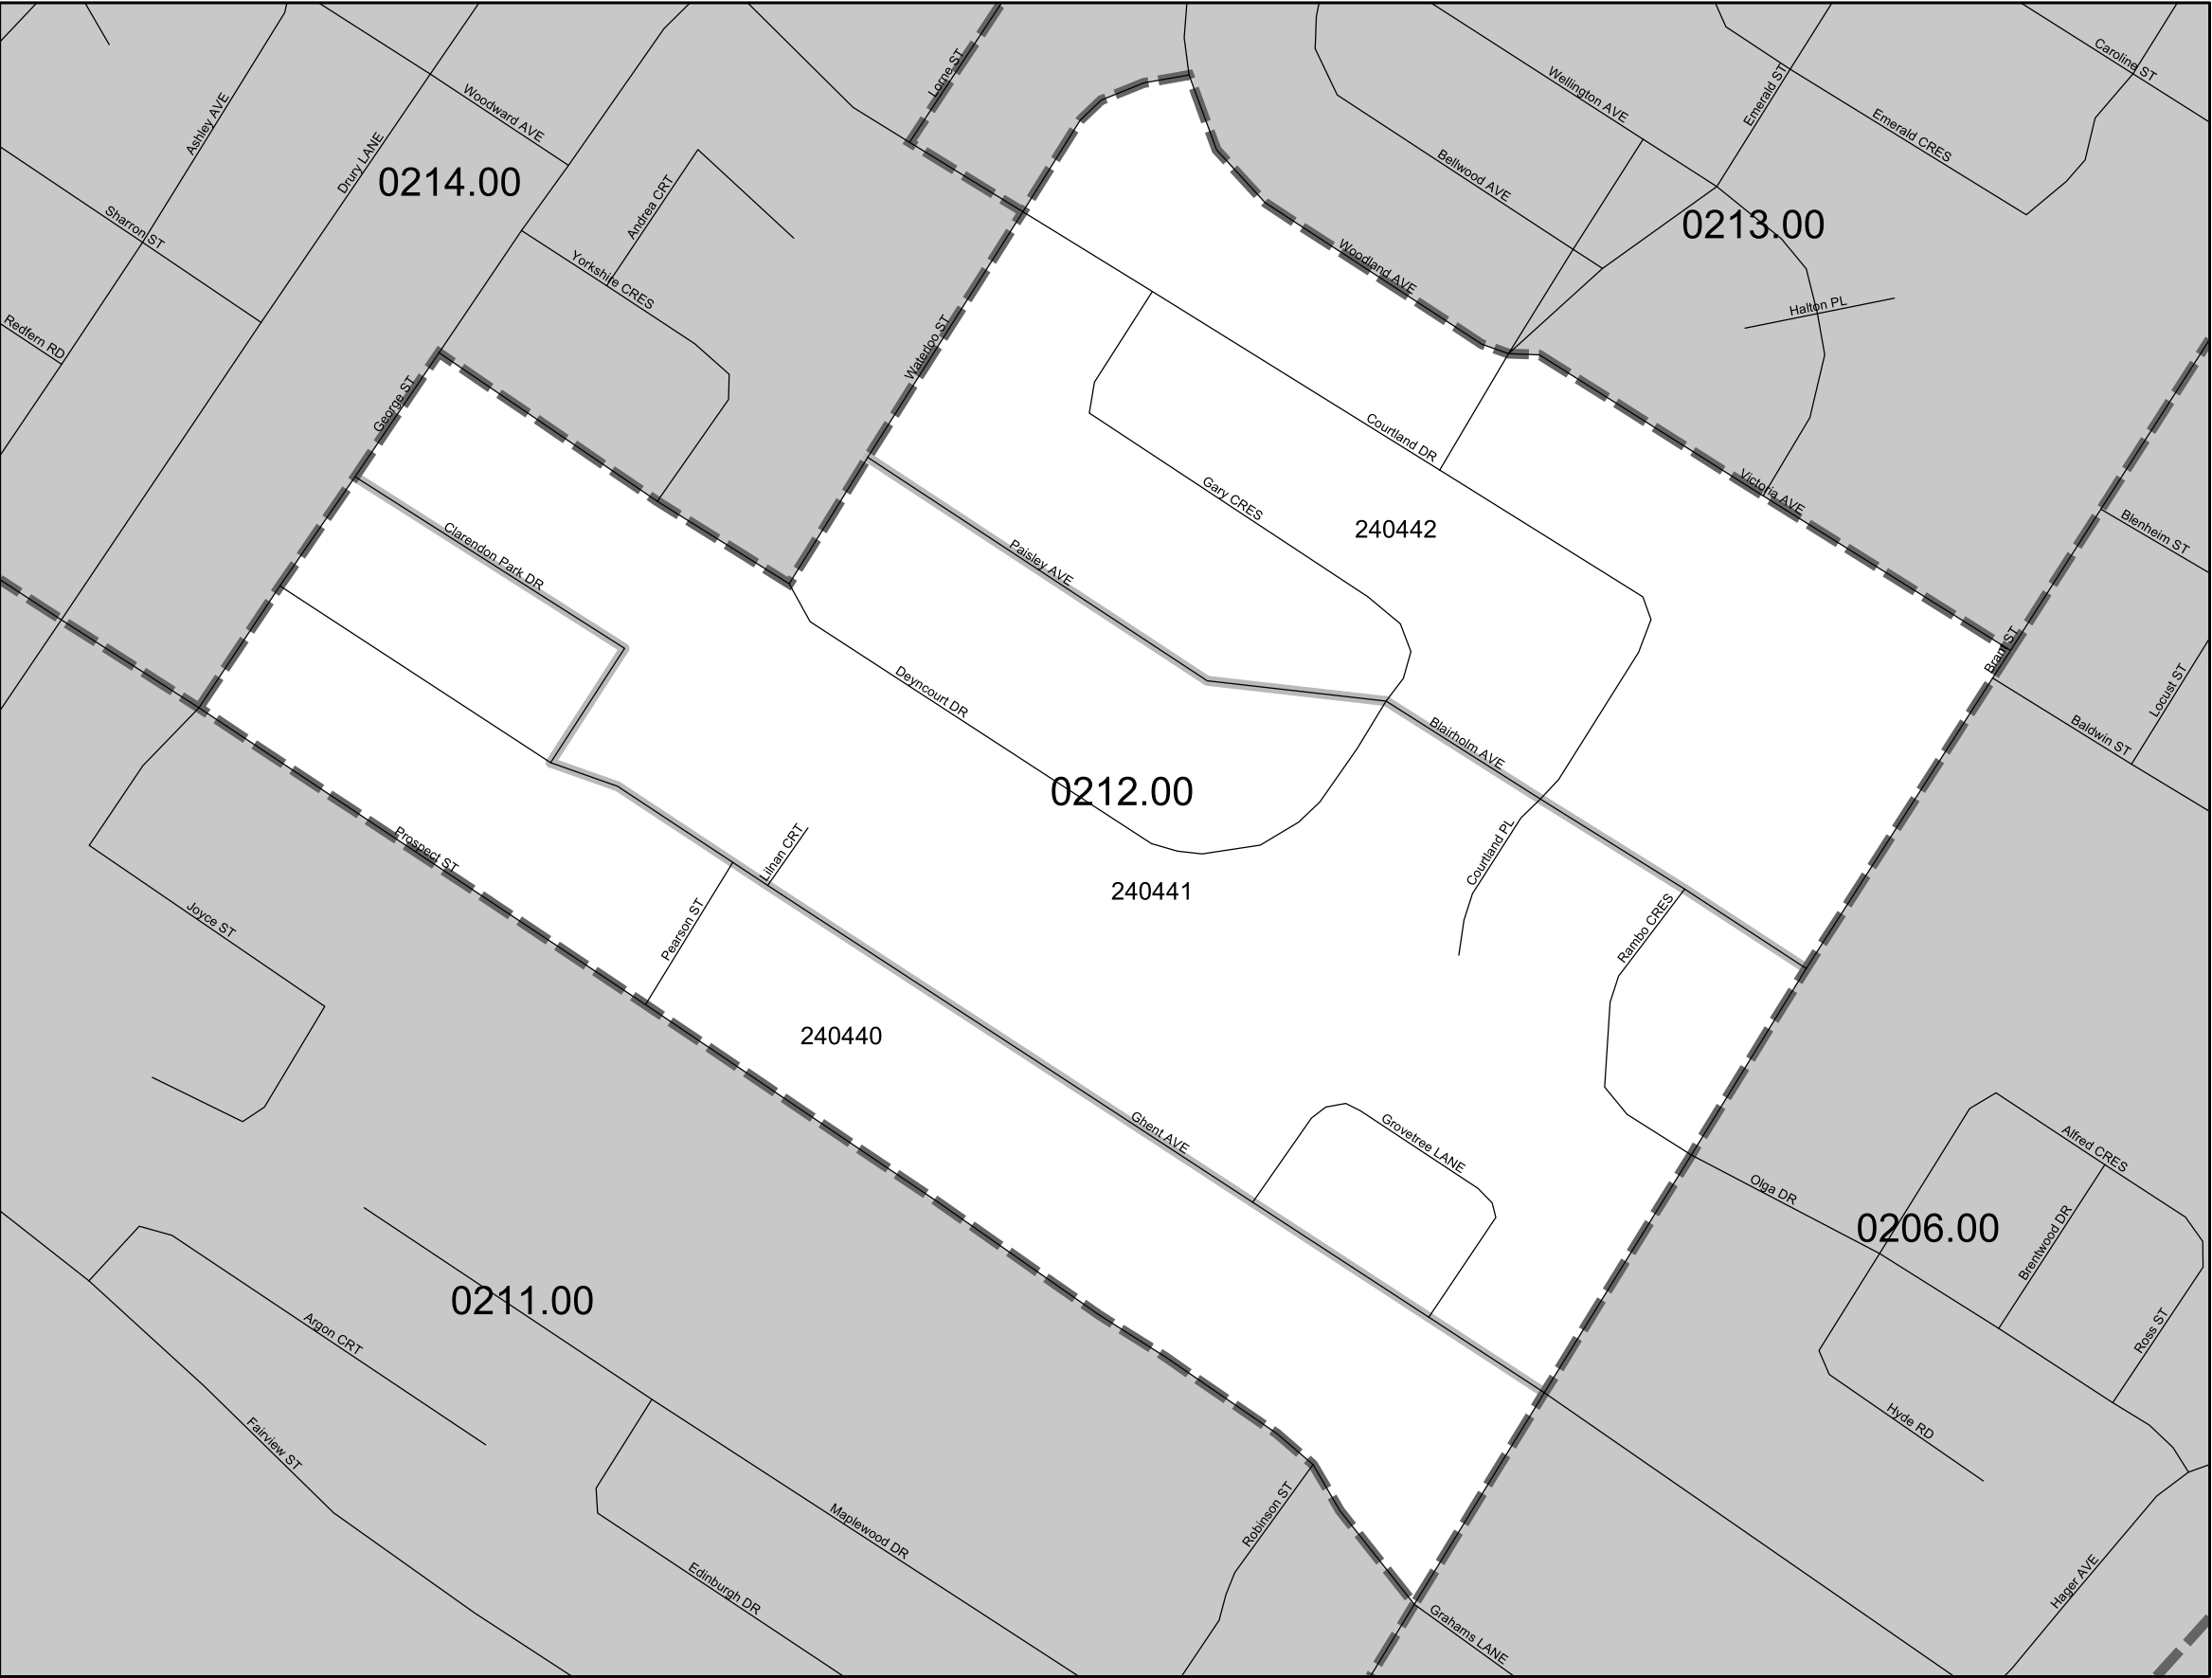 Lorne ST
Caroline ST
Wellington AVE
Emerald ST
Woodward AVE
Ashley AVE
Emerald CRES
Drury LANE
Bellwood AVE
0214.00
Andrea CRT
Sharron ST
0213.00
Woodland AVE
Yorkshire CRES
Halton PL
Redfern RD
Waterloo ST
George ST
Courtland DR
Victoria AVE
Gary CRES
Blenheim ST
240442
Clarendon Park DR
Paisley AVE
Brant ST
Locust ST
Deyncourt DR
Baldwin ST
Blairholm AVE
0212.00
Prospect ST
Lilnan CRT
Courtland PL
240441
Joyce ST
Pearson ST
Rambo CRES
240440
Ghent AVE
Grovetree LANE
Alfred CRES
Olga DR
0206.00
Brentwood DR
0211.00
Argon CRT
Ross ST
Hyde RD
Fairview ST
Robinson ST
Maplewood DR
Edinburgh DR
Hager AVE
Grahams LANE